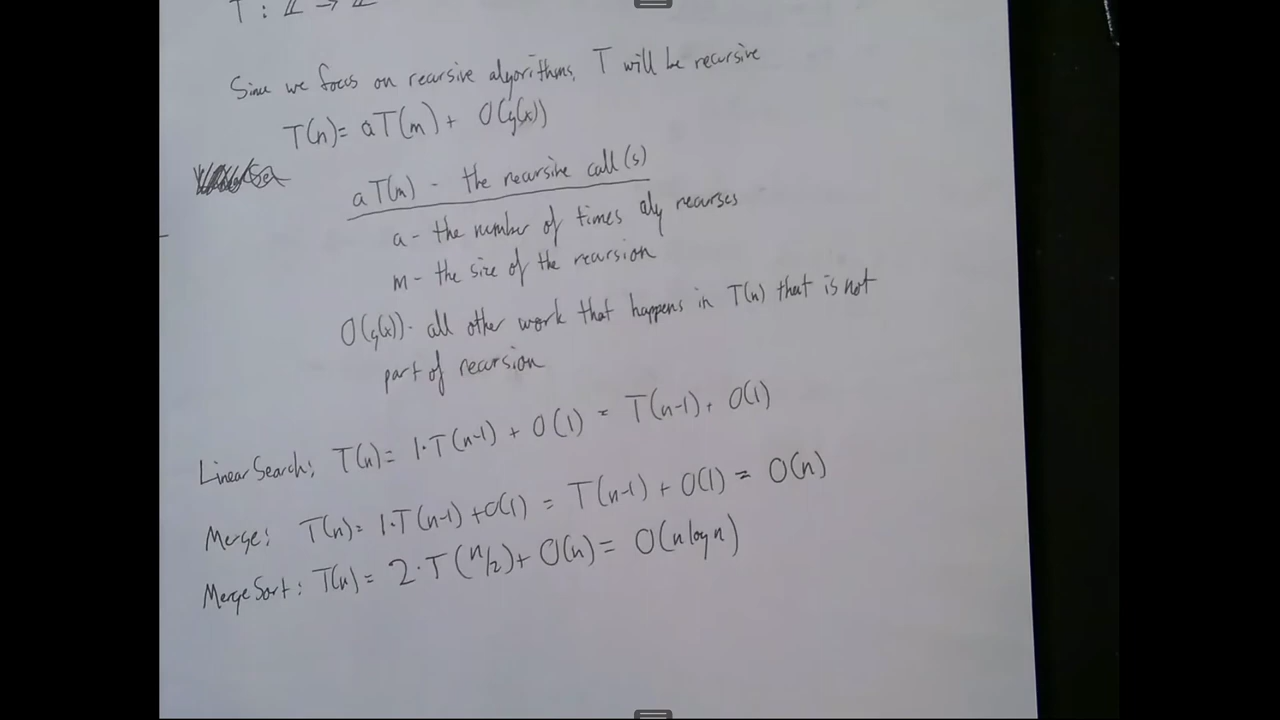 T : ℤ → ℤ
Since we focus on recursive algorithms, T will be recursive
T(n) = aT(m) + O(g(x))
aT(m) - the recursive call(s)
a - the number of times alg recurses
m - the size of the recursion
O(g(x)) - all other work that happens in T(n) that is not
part of recursion
Linear Search: T(n) = 1·T(n-1) + O(1) = T(n-1) + O(1)
Merge: T(n) = 1·T(n-1) + O(1) = T(n-1) + O(1) = O(n)
MergeSort: T(n) = 2·T(n/2) + O(n) = O(n log n)